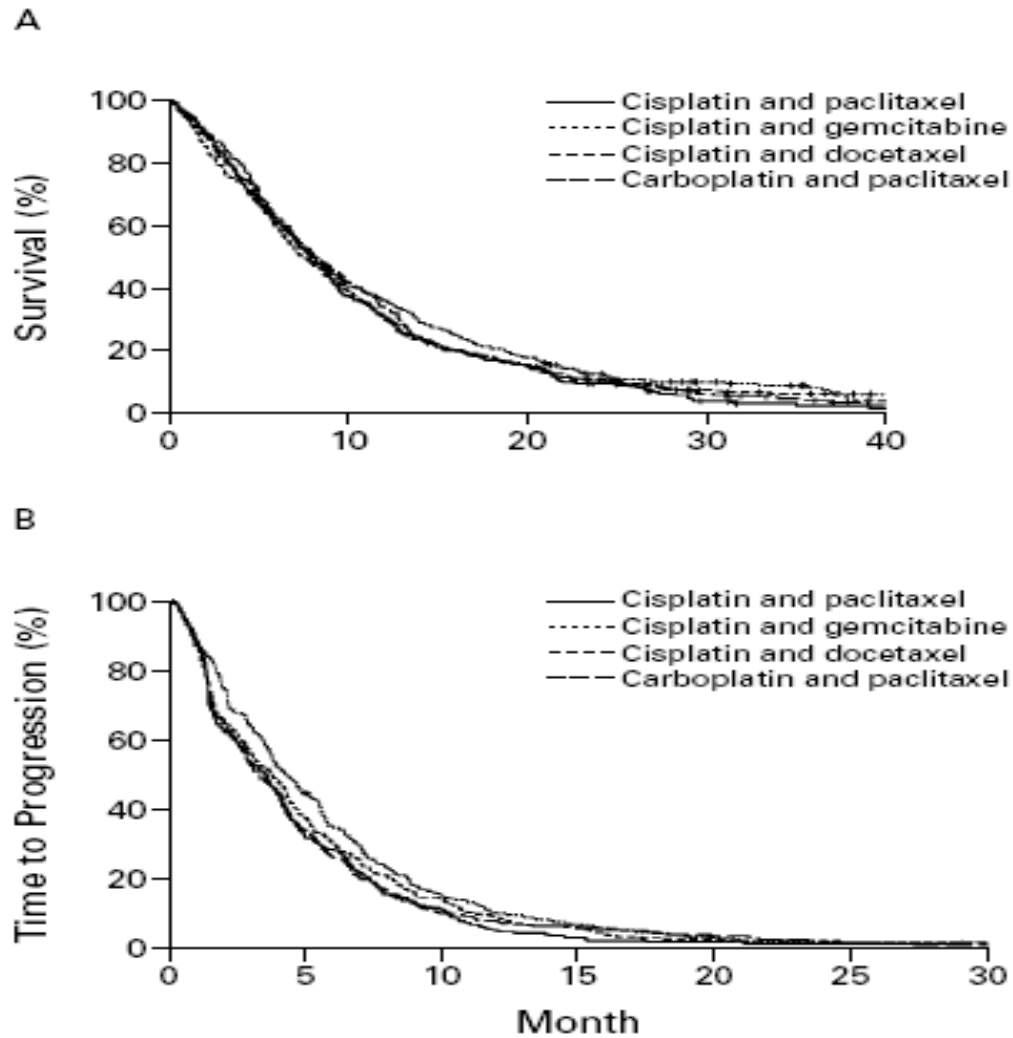 A
100
80
60
40
20
0
Survival (%)
Cisplatin and paclitaxel
Cisplatin and gemcitabine
Cisplatin and docetaxel
Carboplatin and paclitaxel
0 10 20 30 40
B
100
80
60
40
20
0
Time to Progression (%)
Cisplatin and paclitaxel
Cisplatin and gemcitabine
Cisplatin and docetaxel
Carboplatin and paclitaxel
0 5 10 15 20 25 30
Month